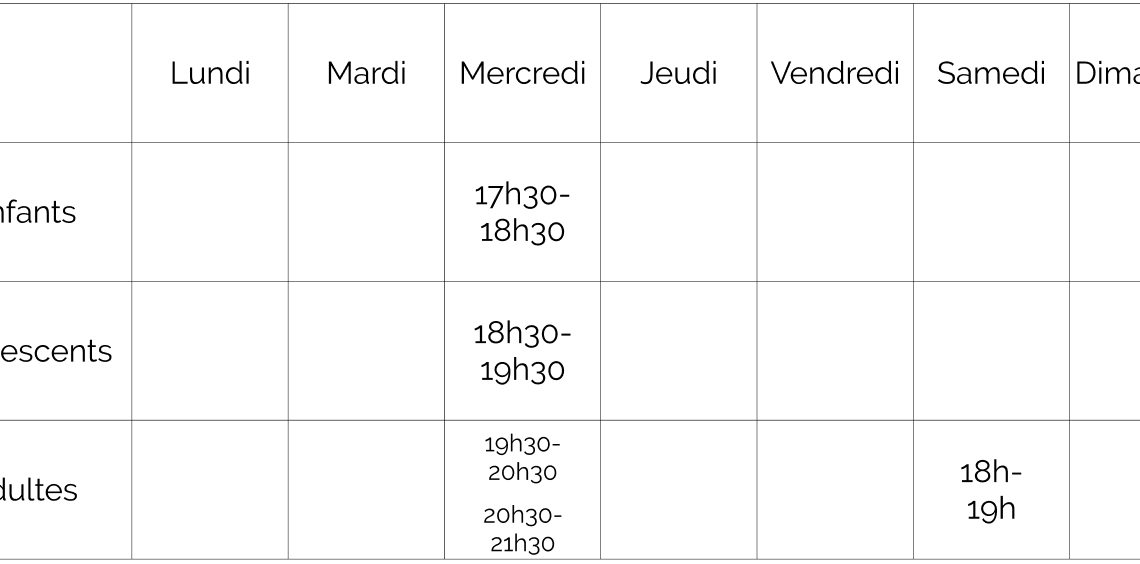 Lundi Mardi Mercredi Jeudi Vendredi Samedi Dima
nfants 17h30-
18h30
escents 18h30-
19h30
dultes 19h30-
20h30
20h30-
21h30
18h-
19h